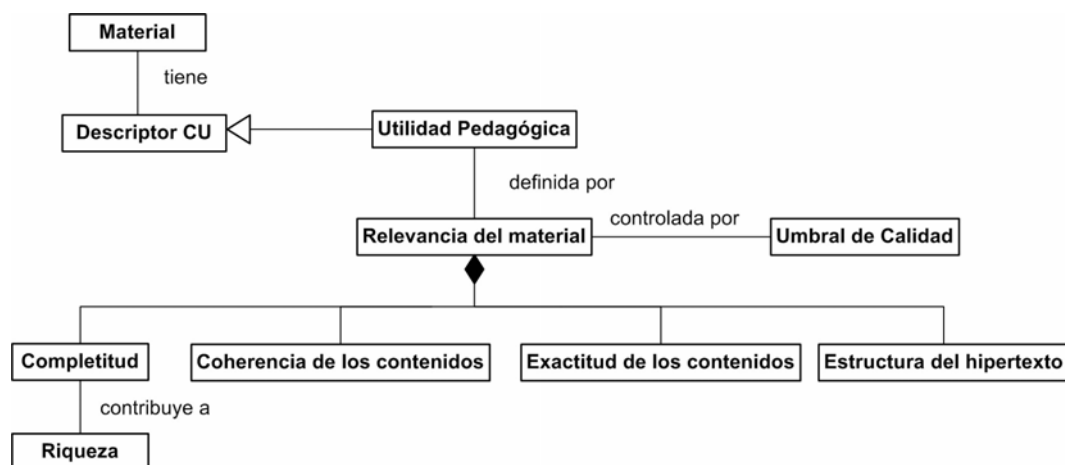 Material
tiene
Descriptor CU
Utilidad Pedagógica
definida por
Relevancia del material
controlada por
Umbral de Calidad
Completitud
Coherencia de los contenidos
Exactitud de los contenidos
Estructura del hipertexto
contribuye a
Riqueza